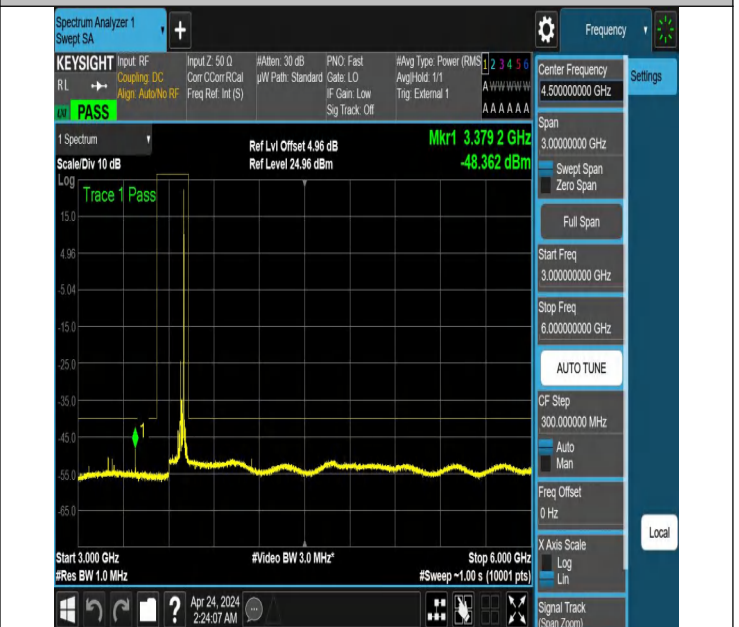 Spectrum Analyzer 1
Swept SA
+
Frequency
KEYSIGHT
RL
PASS
Input: RF
Coupling: DC
Align: Auto/No RF
Input Z: 50 Ω
Corr CCorr RCal
Freq Ref: Int (S)
#Atten: 30 dB
µW Path: Standard
PNO: Fast
Gate: LO
IF Gain: Low
Sig Track: Off
#Avg Type: Power (RMS
Avg|Hold: 1/1
Trig: External 1
1 2 3 4 5 6
A W W W W W
A A A A A A
1 Spectrum
Scale/Div 10 dB
Ref Lvl Offset 4.96 dB
Ref Level 24.96 dBm
Mkr1 3.379 2 GHz
-48.362 dBm
Log
Trace 1 Pass
15.0
4.96
-5.04
-15.0
-25.0
-35.0
-45.0
-55.0
-65.0
1
Start 3.000 GHz
#Res BW 1.0 MHz
#Video BW 3.0 MHz*
Stop 6.000 GHz
#Sweep ~1.00 s (10001 pts)
Center Frequency
4.500000000 GHz
Settings
Span
3.00000000 GHz
Swept Span
Zero Span
Full Span
Start Freq
3.000000000 GHz
Stop Freq
6.000000000 GHz
AUTO TUNE
CF Step
300.000000 MHz
Auto
Man
Freq Offset
0 Hz
X Axis Scale
Log
Lin
Local
Signal Track
(Span Zoom)
?
Apr 24, 2024
2:24:07 AM